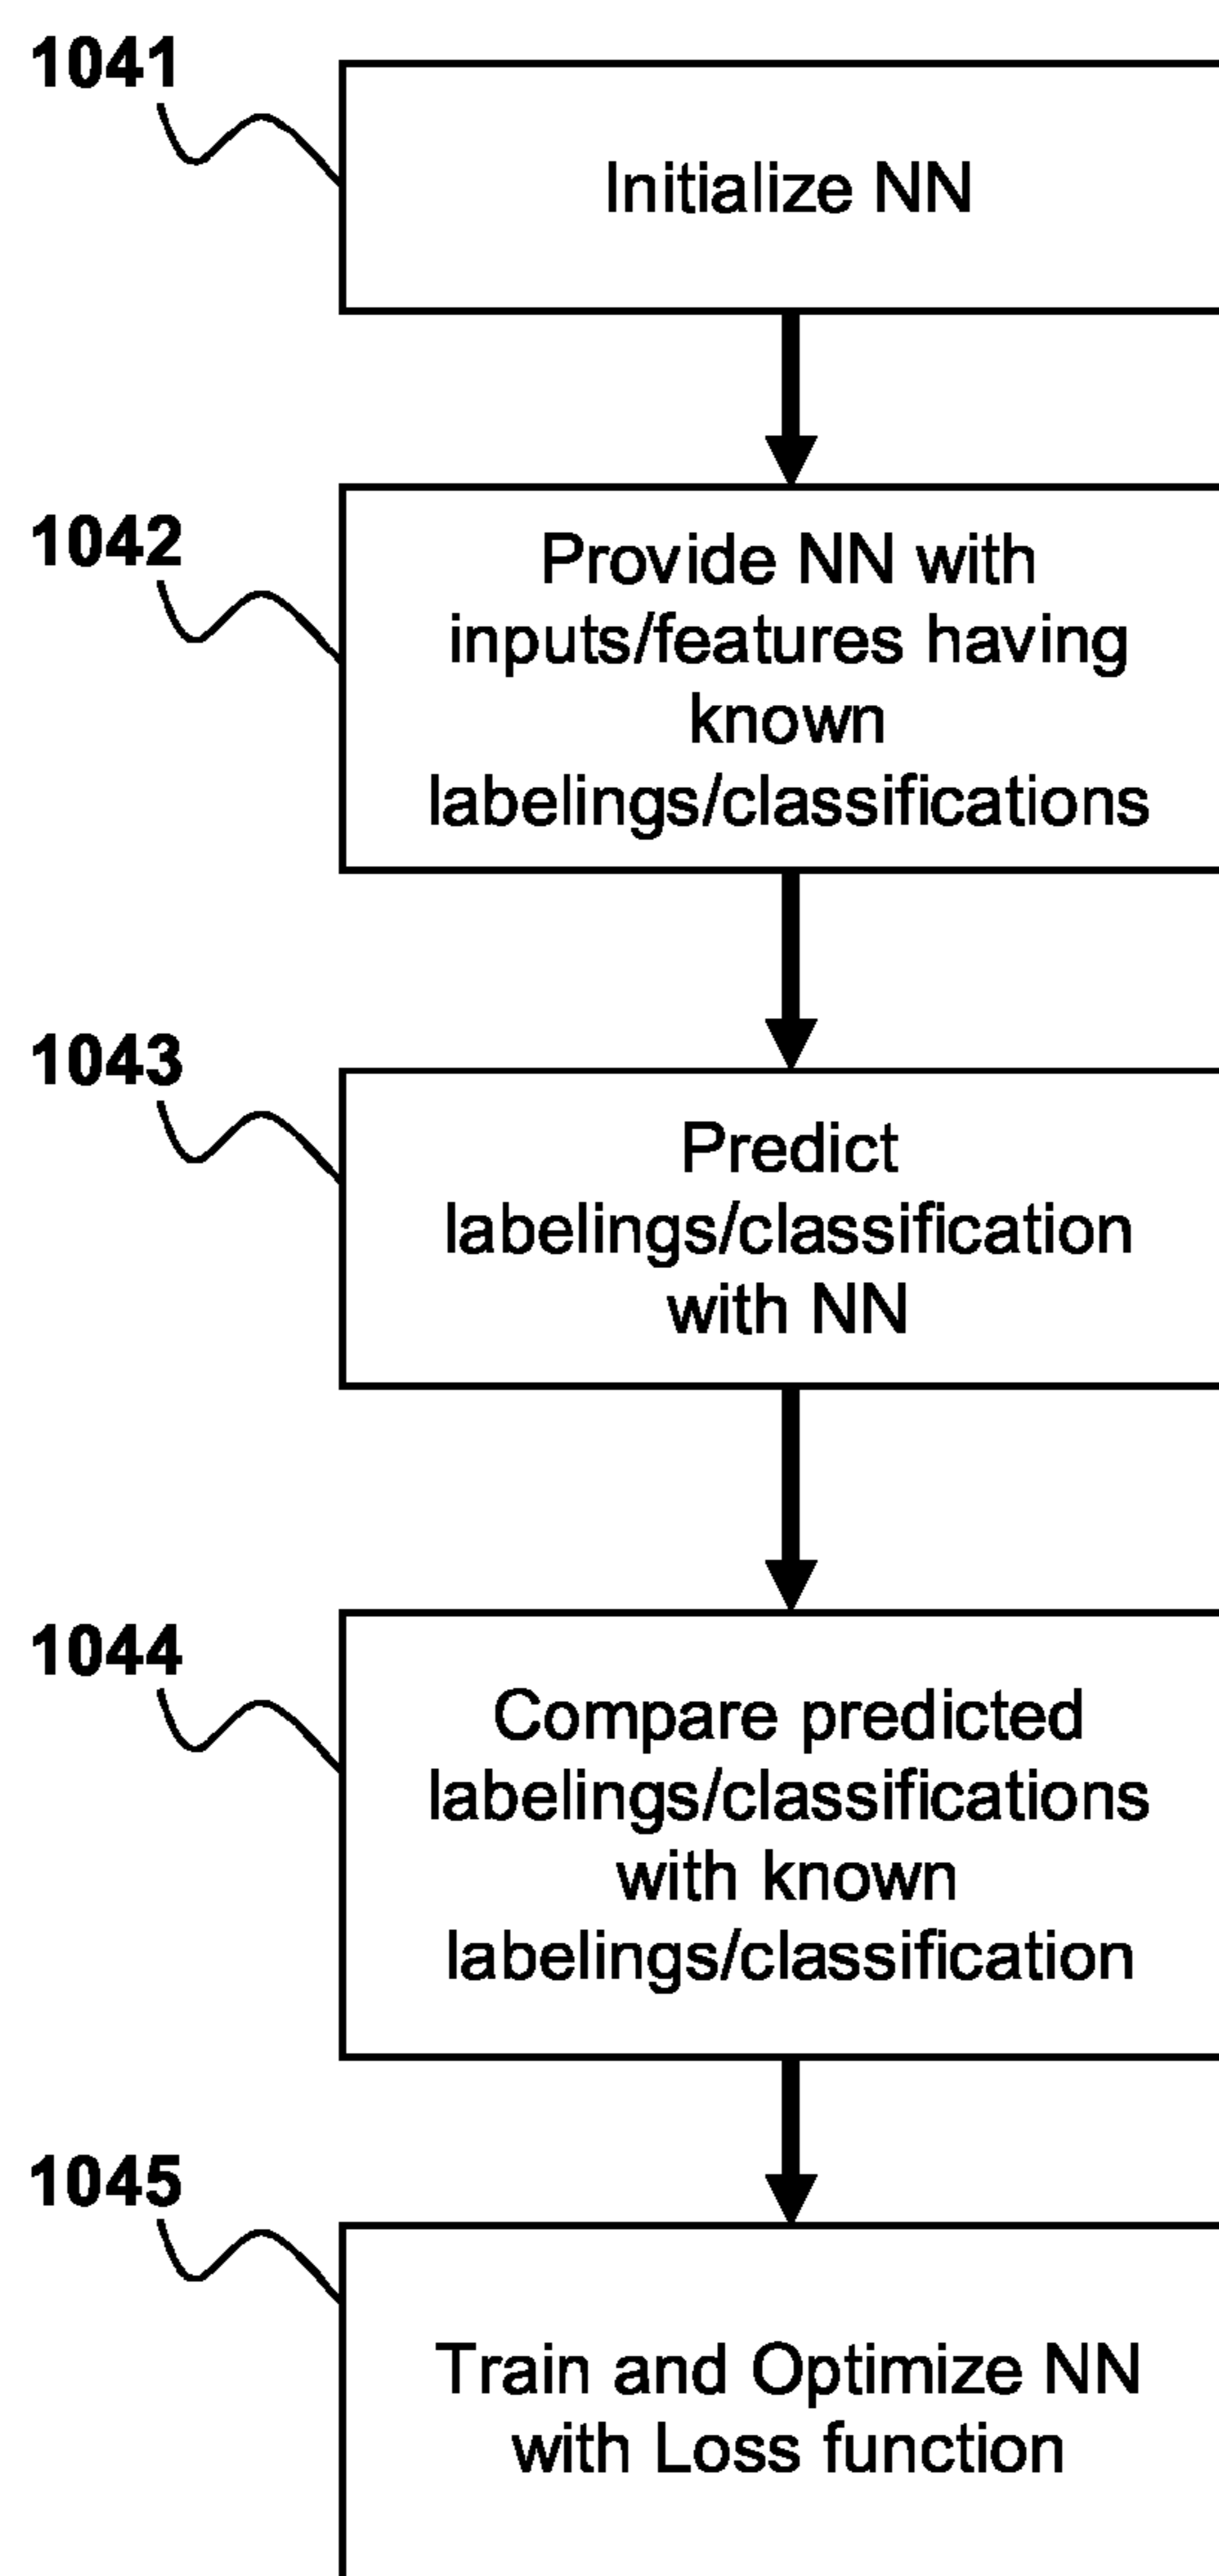 1041
Initialize NN
1042
Provide NN with
inputs/features having
known
labelings/classifications
1043
Predict
labelings/classification
with NN
1044
Compare predicted
labelings/classifications
with known
labelings/classification
1045
Train and Optimize NN
with Loss function